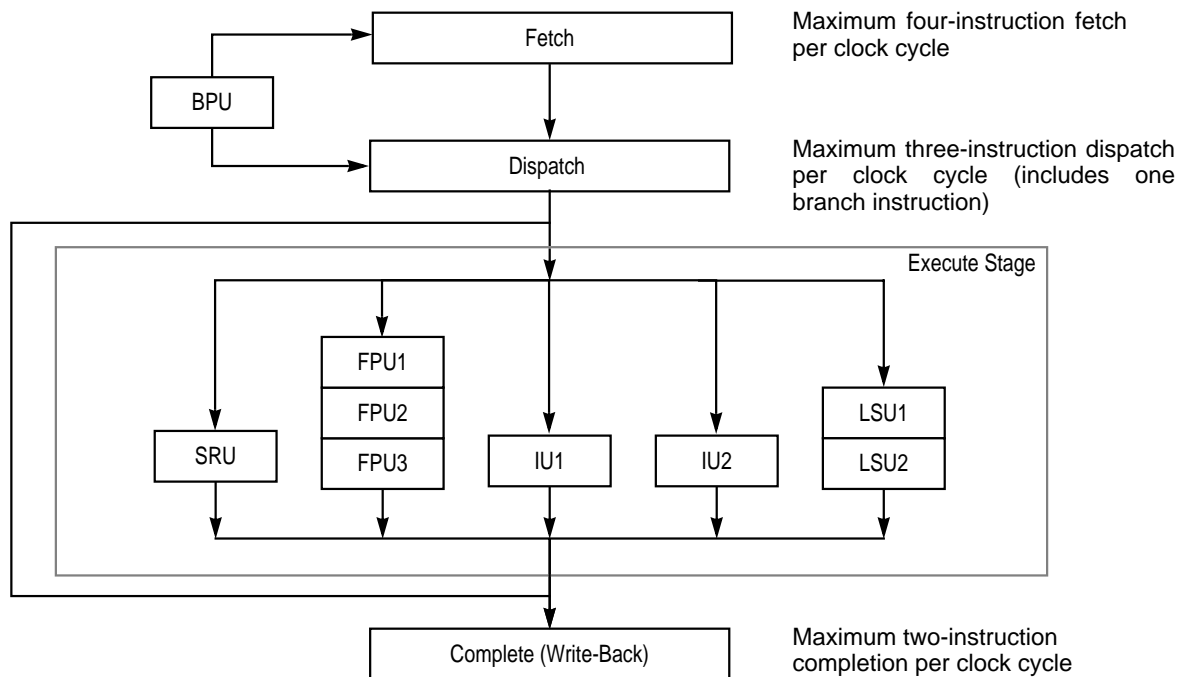 Maximum four-instruction fetch
per clock cycle
Fetch
BPU
Dispatch
Maximum three-instruction dispatch
per clock cycle (includes one
branch instruction)
Execute Stage
FPU1
FPU2
FPU3
SRU
IU1
IU2
LSU1
LSU2
Complete (Write-Back)
Maximum two-instruction
completion per clock cycle